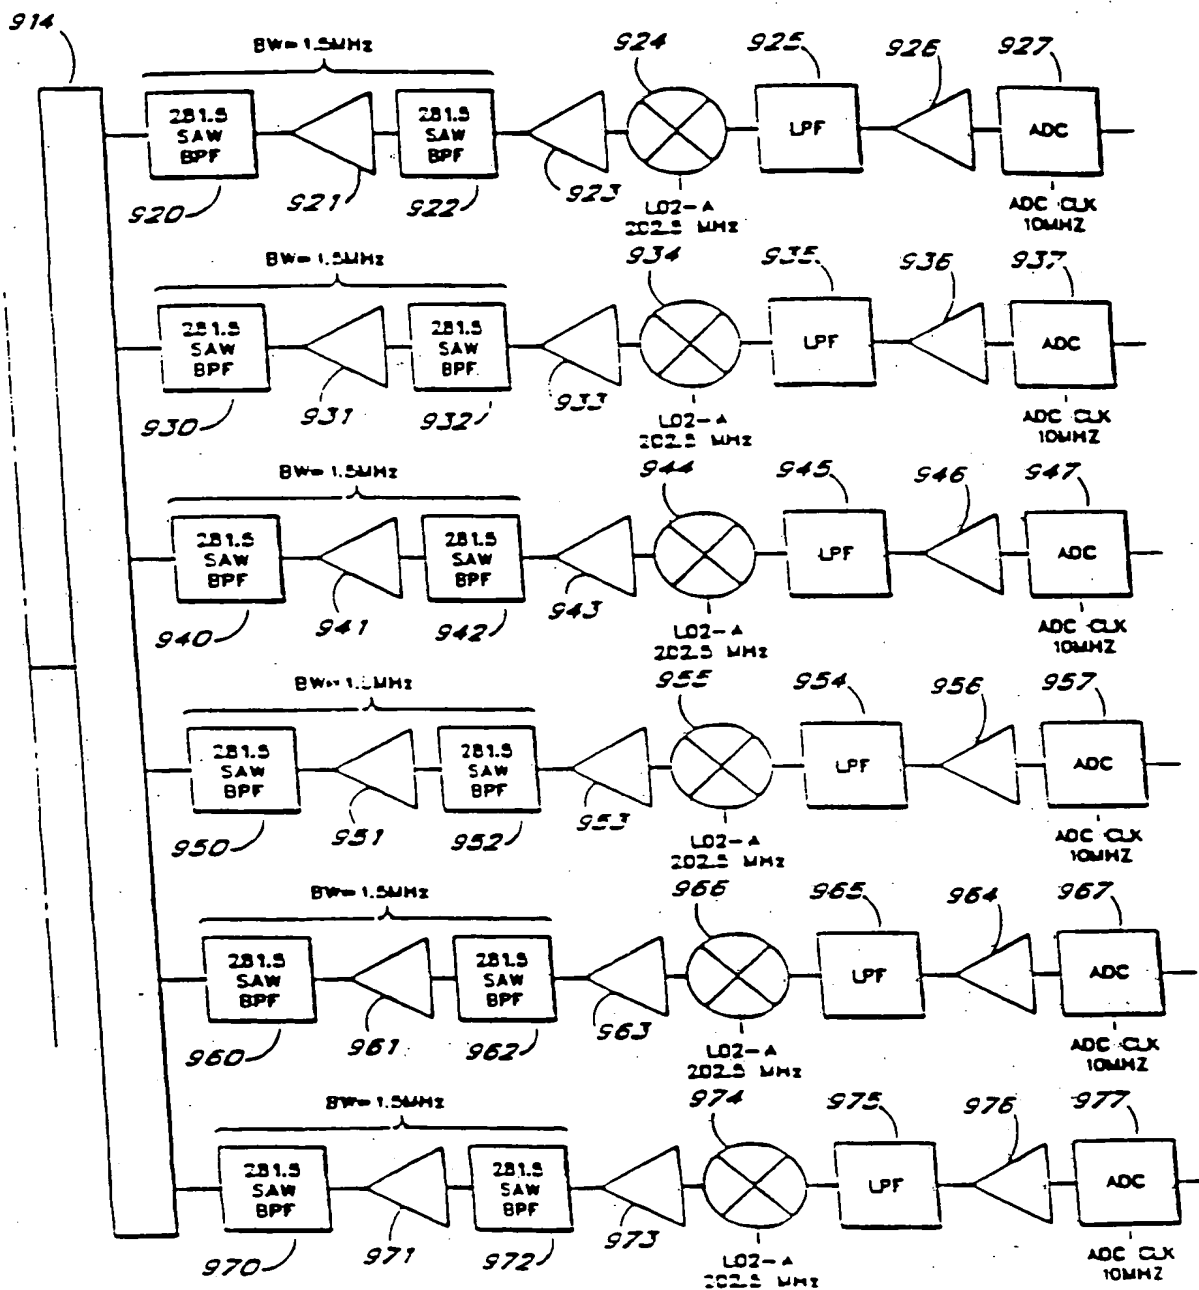 914
BW=1.5MHz
924
925
926
927
281.5
SAW
BPF
281.5
SAW
BPF
LPF
ADC
920
921
922
923
LO2-A
202.5 MHz
ADC CLK
10MHZ
BW=1.5MHz
934
935
936
937
281.5
SAW
BPF
281.5
SAW
BPF
LPF
ADC
930
931
932
933
LO2-A
202.5 MHz
ADC CLK
10MHZ
BW=1.5MHz
944
945
946
947
281.5
SAW
BPF
281.5
SAW
BPF
LPF
ADC
940
941
942
943
LO2-A
202.5 MHz
ADC CLK
10MHZ
BW=1.5MHz
955
954
956
957
281.5
SAW
BPF
281.5
SAW
BPF
LPF
ADC
950
951
952
953
LO2-A
202.5 MHz
ADC CLK
10MHZ
BW=1.5MHz
966
965
964
967
281.5
SAW
BPF
281.5
SAW
BPF
LPF
ADC
960
961
962
963
LO2-A
202.5 MHz
ADC CLK
10MHZ
BW=1.5MHz
974
975
976
977
281.5
SAW
BPF
281.5
SAW
BPF
LPF
ADC
970
971
972
973
LO2-A
202.5 MHz
ADC CLK
10MHZ